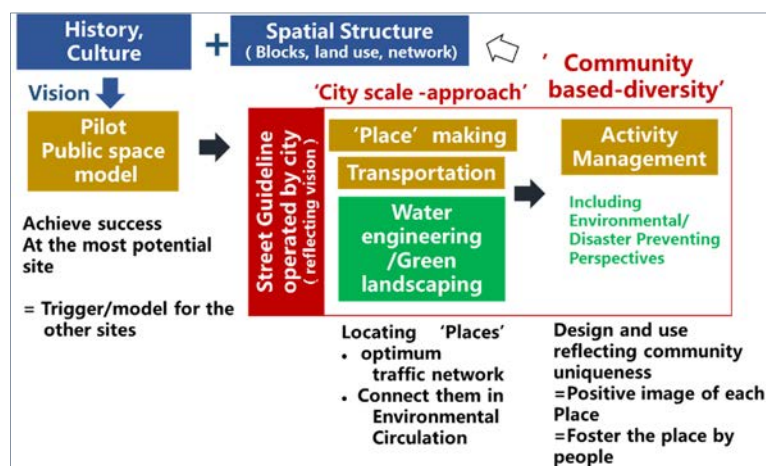 History,
Culture
+
Spatial Structure
( Blocks, land use, network)
Vision
'City scale -approach'
' Community
based-diversity'
Pilot
Public space
model
Street Guideline
operated by city
( reflecting vision )
'Place' making
Transportation
Water
engineering
/Green
landscaping
Activity
Management
Including
Environmental/
Disaster Preventing
Perspectives
Achieve success
At the most potential
site
= Trigger/model for the
other sites
Locating 'Places'
• optimum
traffic network
• Connect them in
Environmental
Circulation
Design and use
reflecting community
uniqueness
=Positive image of each
Place
=Foster the place by
people